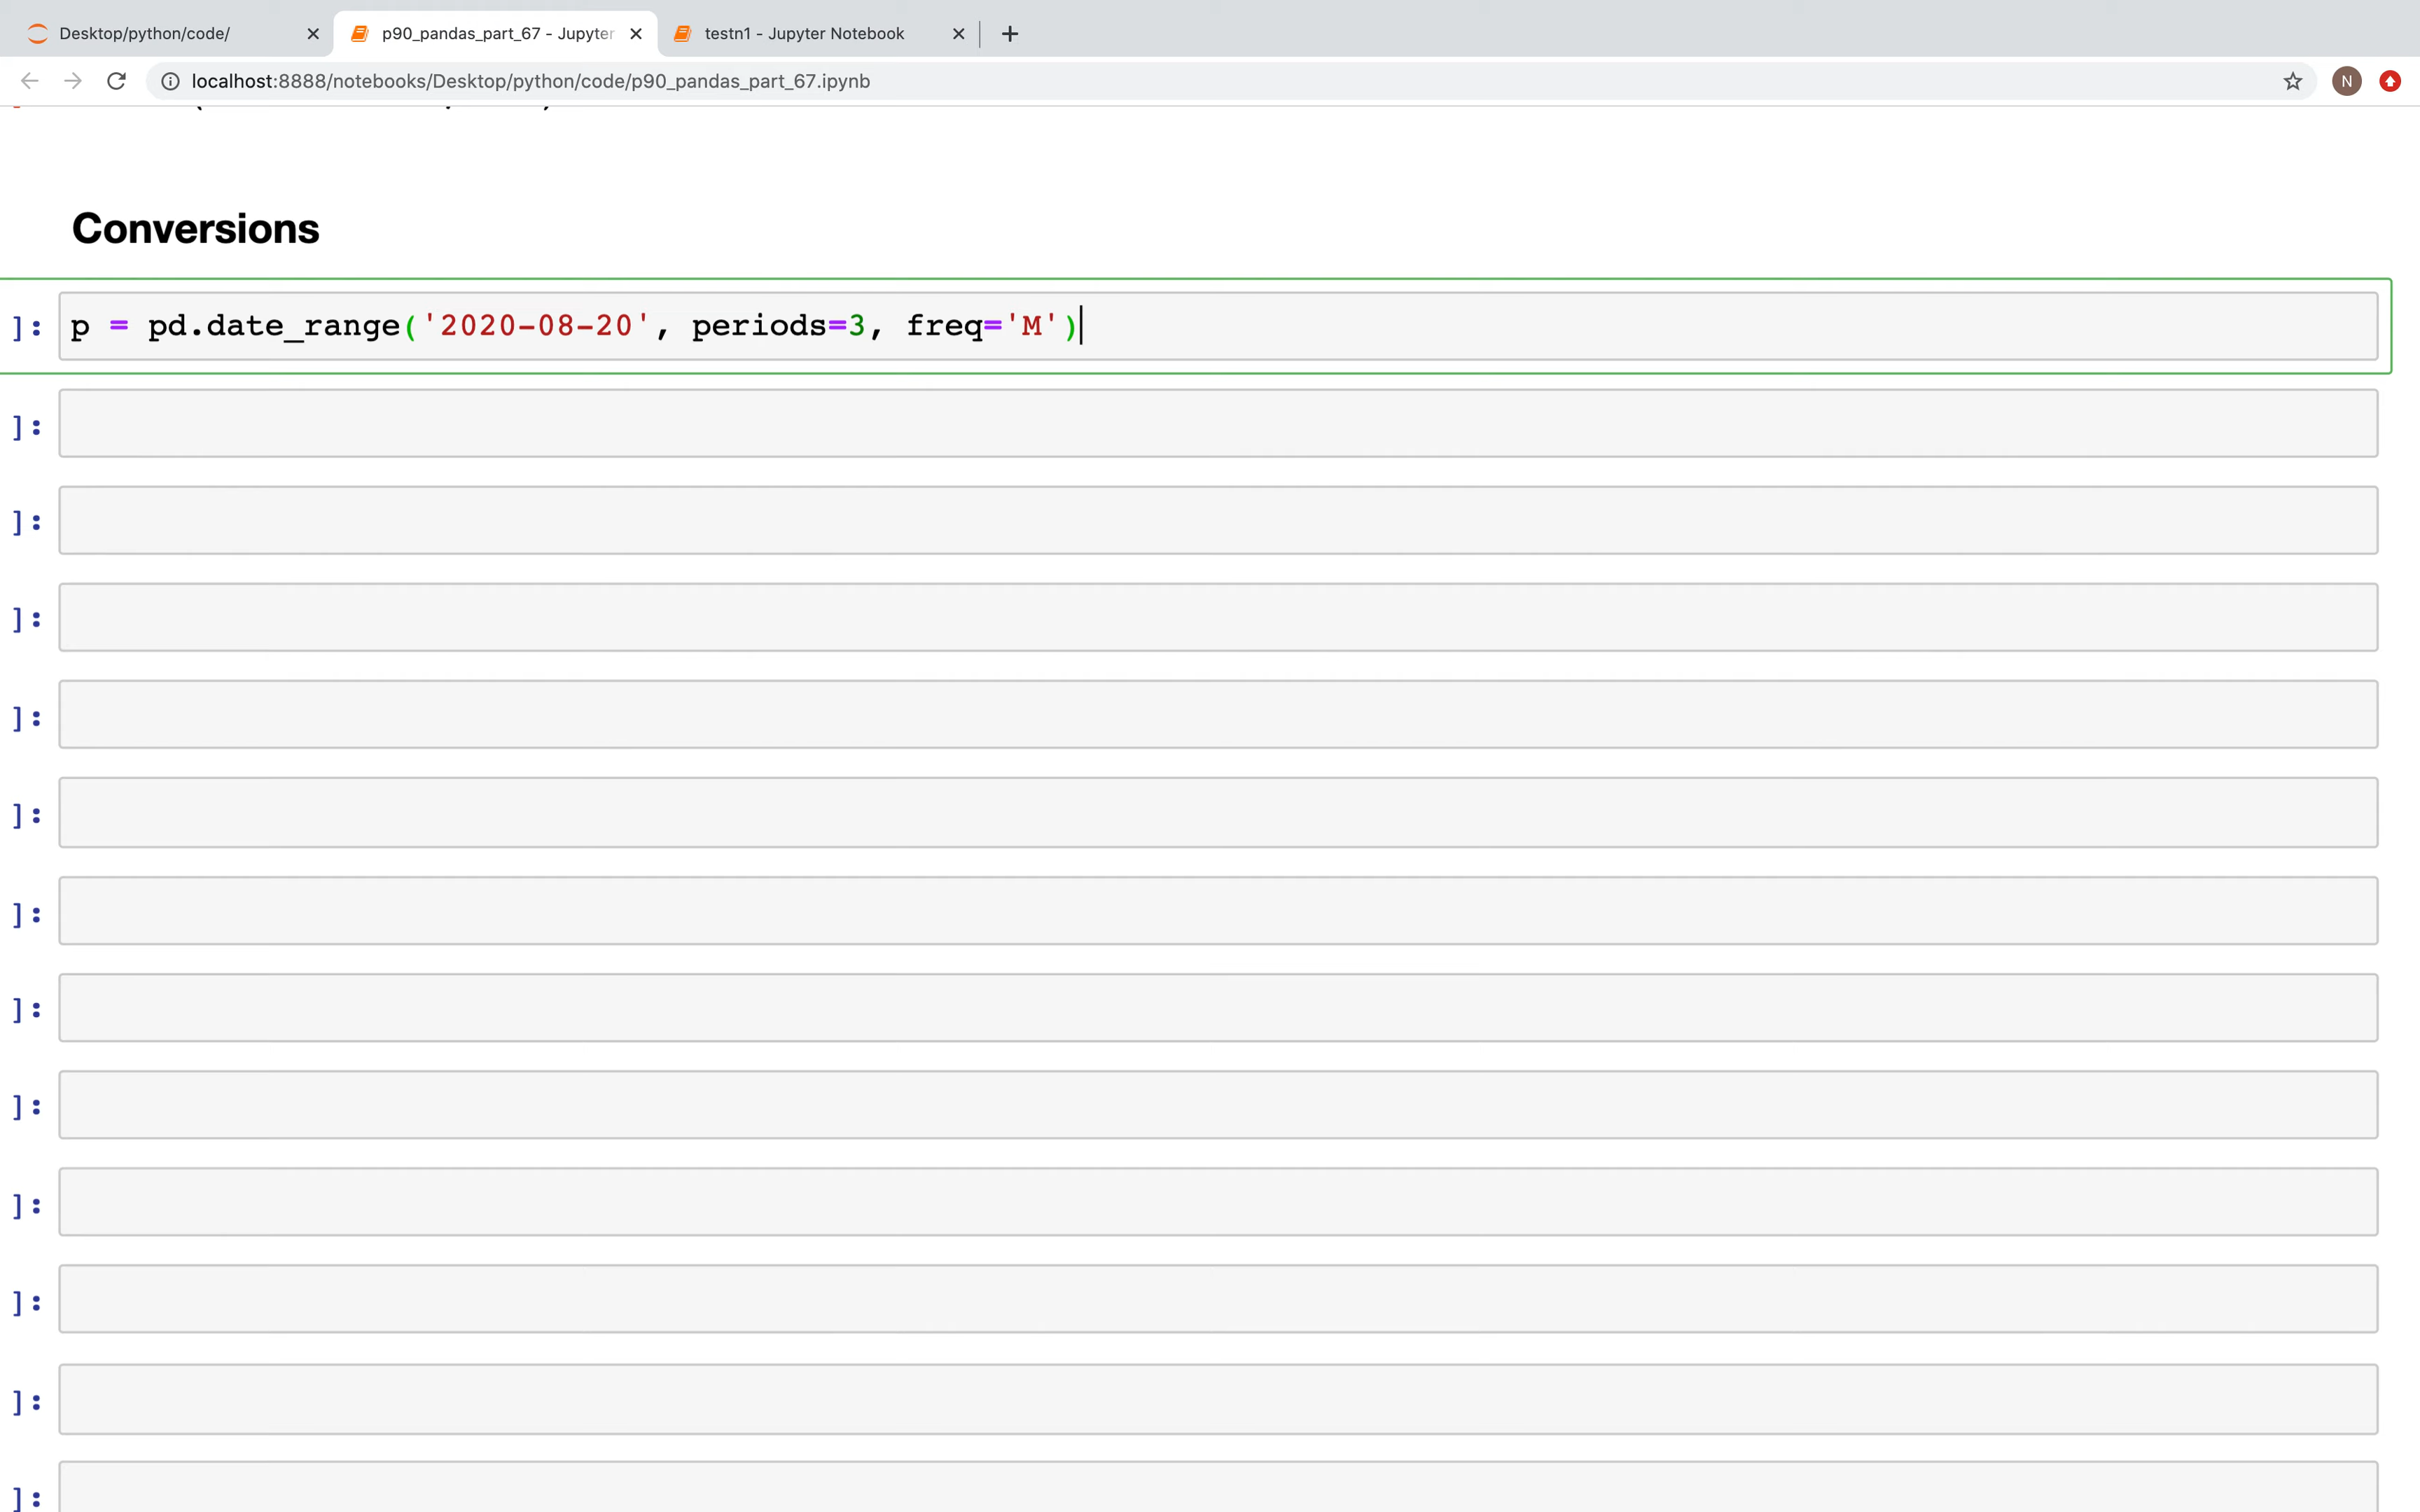 Desktop/python/code/
p90_pandas_part_67 - Jupyter
testn1 - Jupyter Notebook
localhost:8888/notebooks/Desktop/python/code/p90_pandas_part_67.ipynb
N
Conversions
]: p = pd.date_range('2020-08-20', periods=3, freq='M')
]:
]:
]:
]:
]:
]:
]:
]:
]:
]:
]:
]: